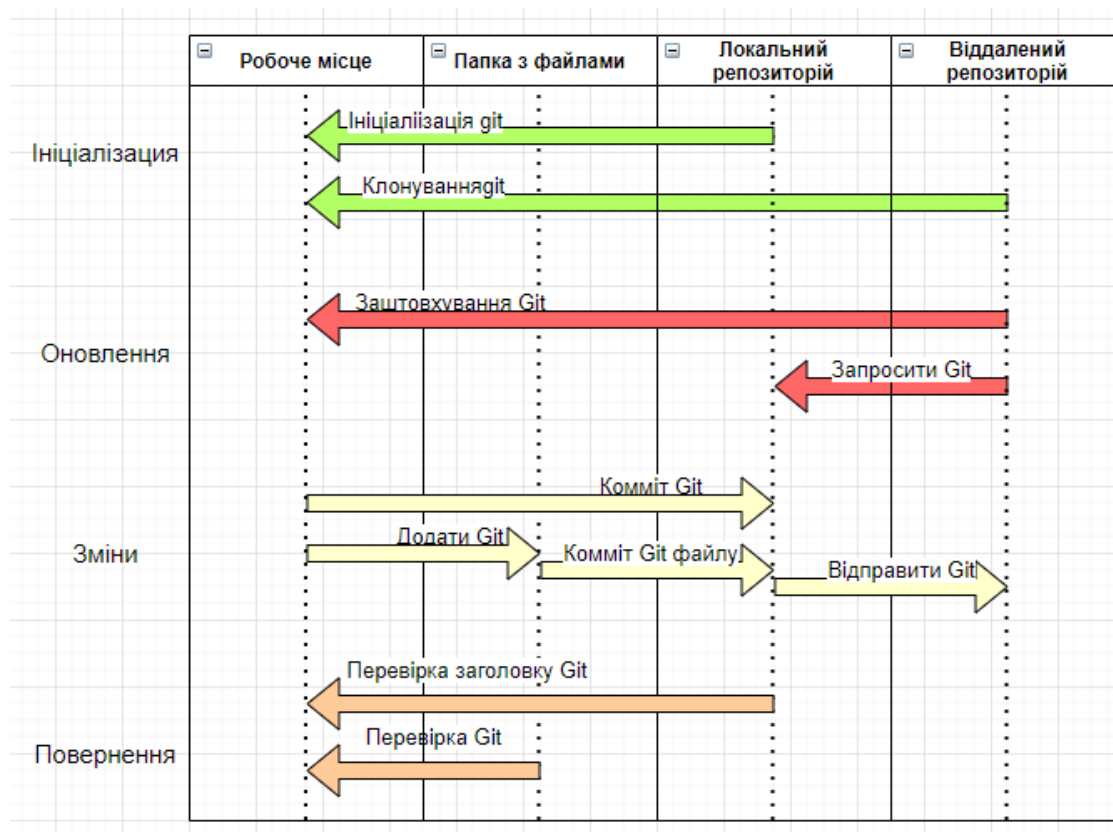 Робоче місце
Папка з файлами
Локальний
репозиторій
Віддалений
репозиторій
Ініціалізация
Ініціаліізація git
Клонуванняgit
Оновлення
Заштовхування Git
Запросити Git
Зміни
Комміт Git
Додати Git
Комміт Git файлу
Відправити Git
Повернення
Перевірка заголовку Git
Перевірка Git